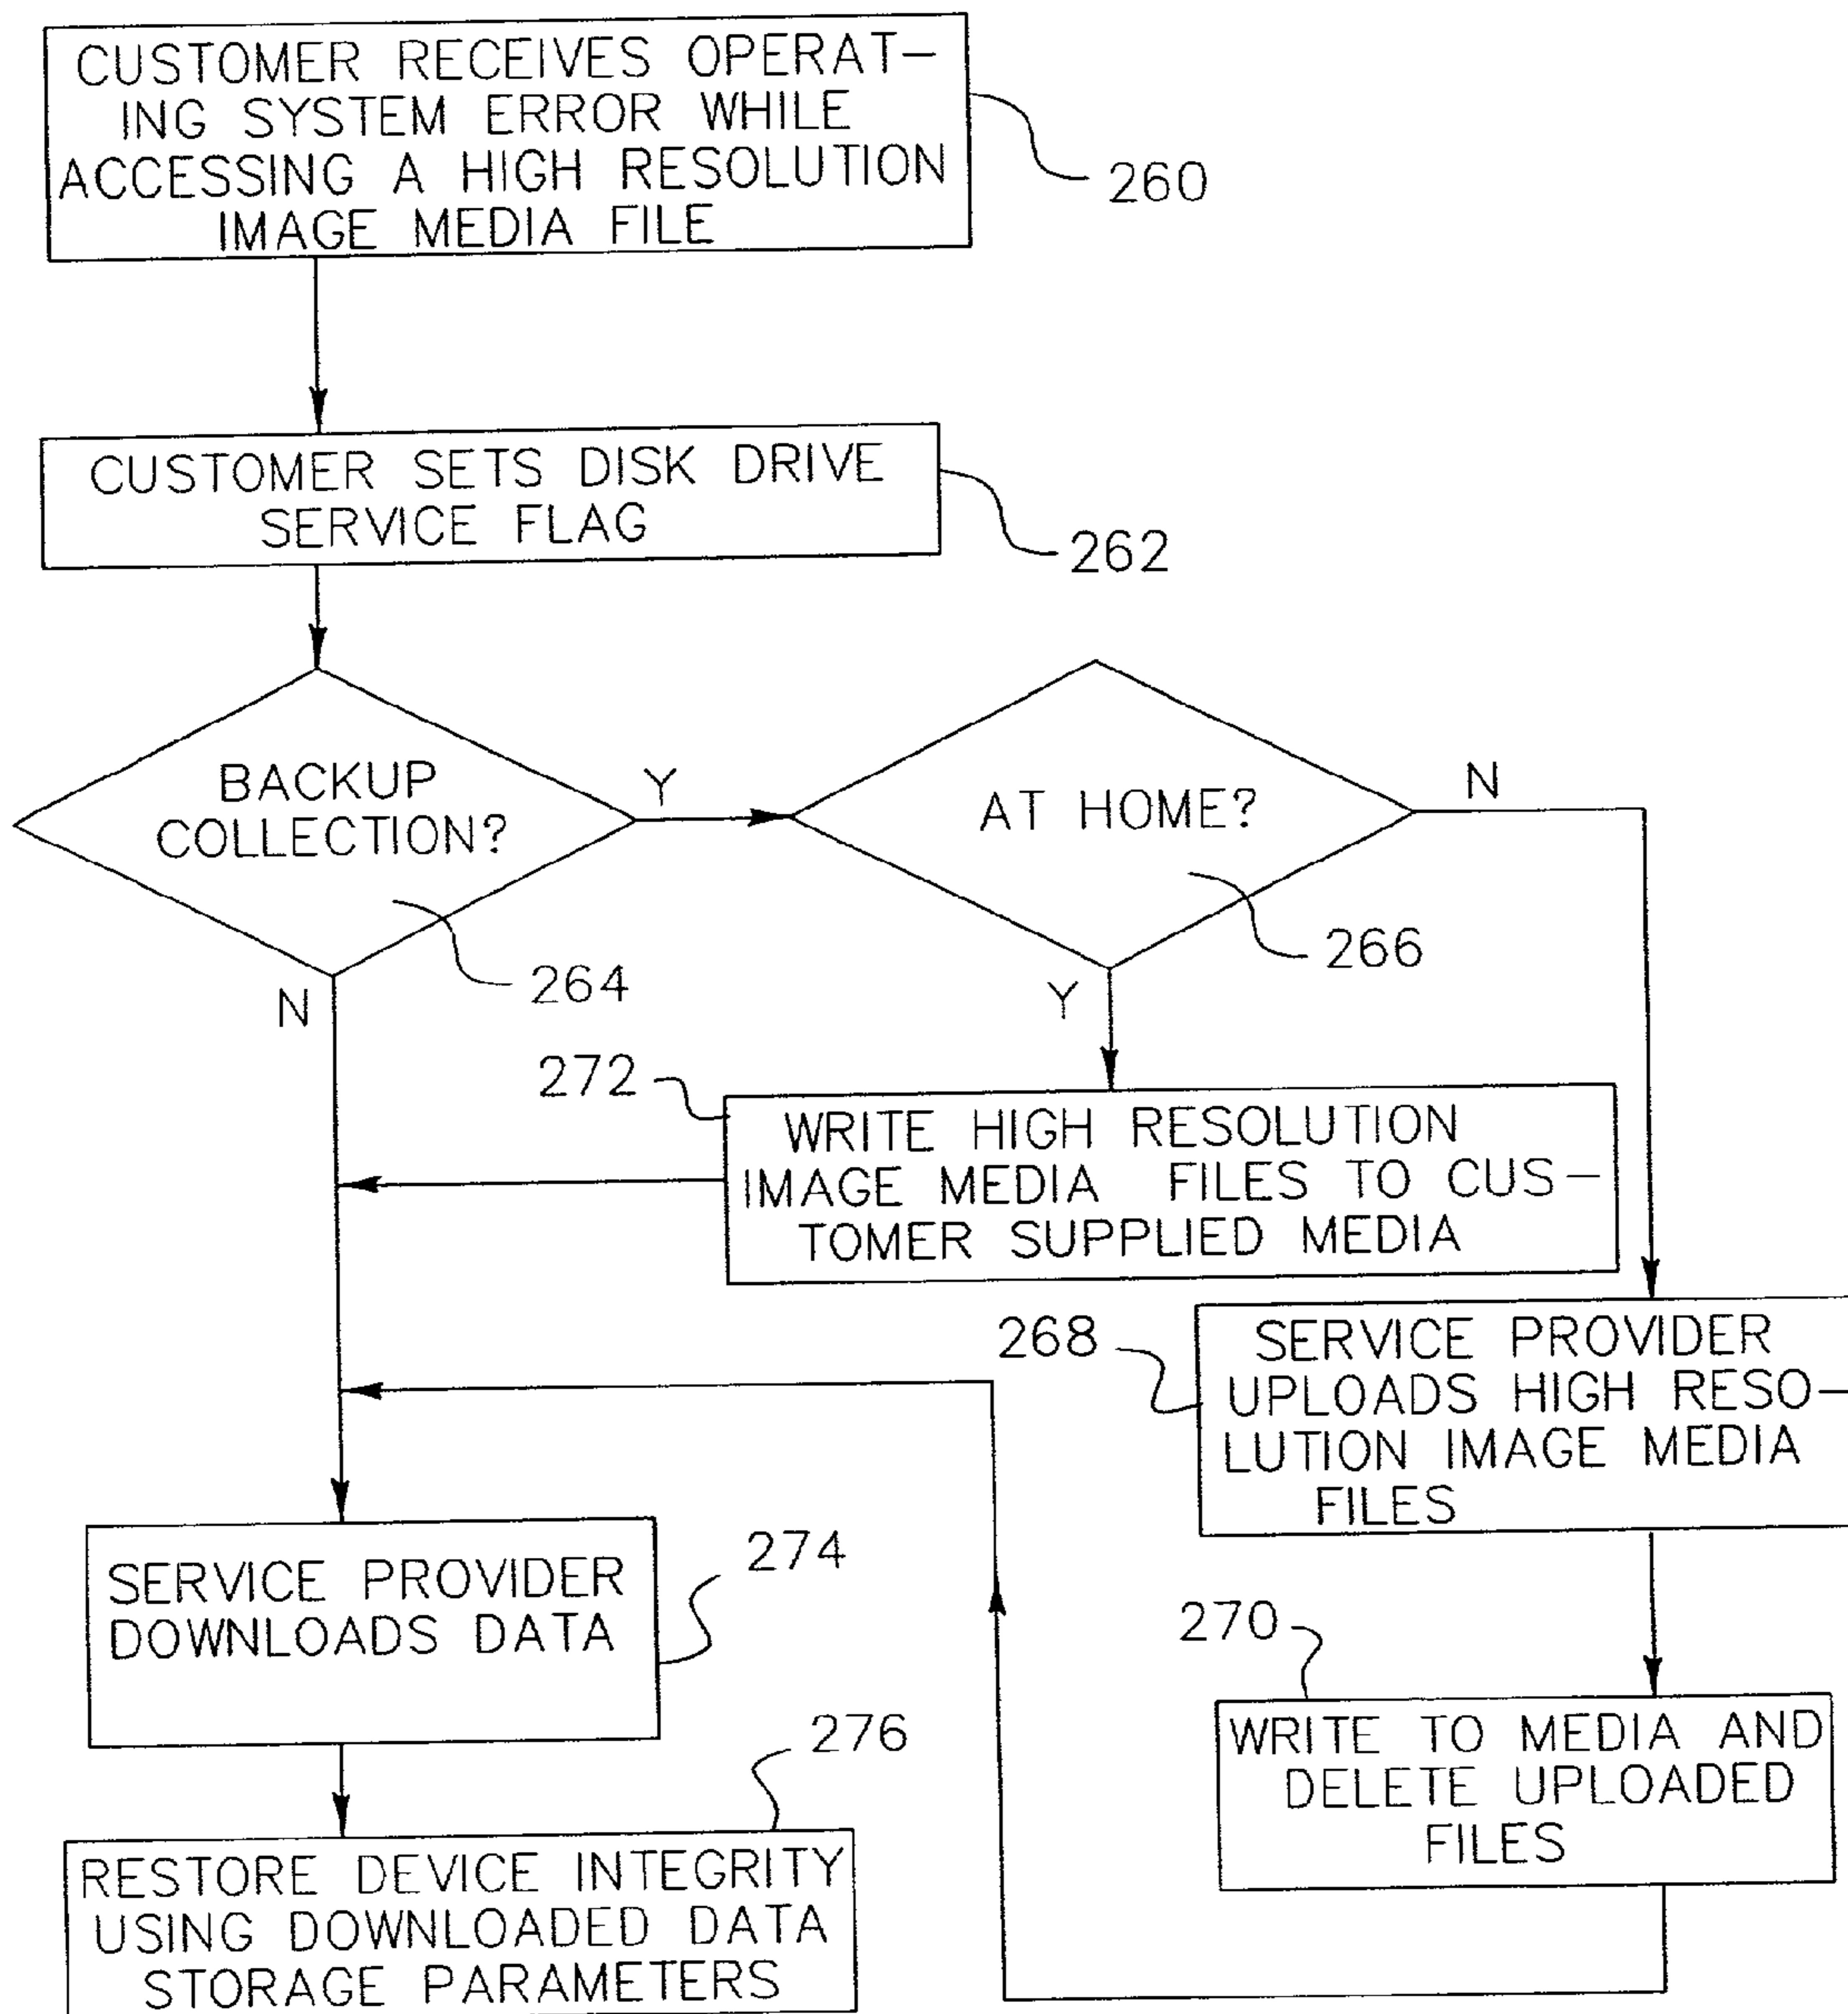 CUSTOMER RECEIVES OPERAT-
ING SYSTEM ERROR WHILE
ACCESSING A HIGH RESOLUTION
IMAGE MEDIA FILE
260
CUSTOMER SETS DISK DRIVE
SERVICE FLAG
262
BACKUP
COLLECTION?
Y
264
N
AT HOME?
N
266
Y
272
WRITE HIGH RESOLUTION
IMAGE MEDIA FILES TO CUS-
TOMER SUPPLIED MEDIA
268
SERVICE PROVIDER
UPLOADS HIGH RESO-
LUTION IMAGE MEDIA
FILES
274
SERVICE PROVIDER
DOWNLOADS DATA
270
WRITE TO MEDIA AND
DELETE UPLOADED
FILES
276
RESTORE DEVICE INTEGRITY
USING DOWNLOADED DATA
STORAGE PARAMETERS